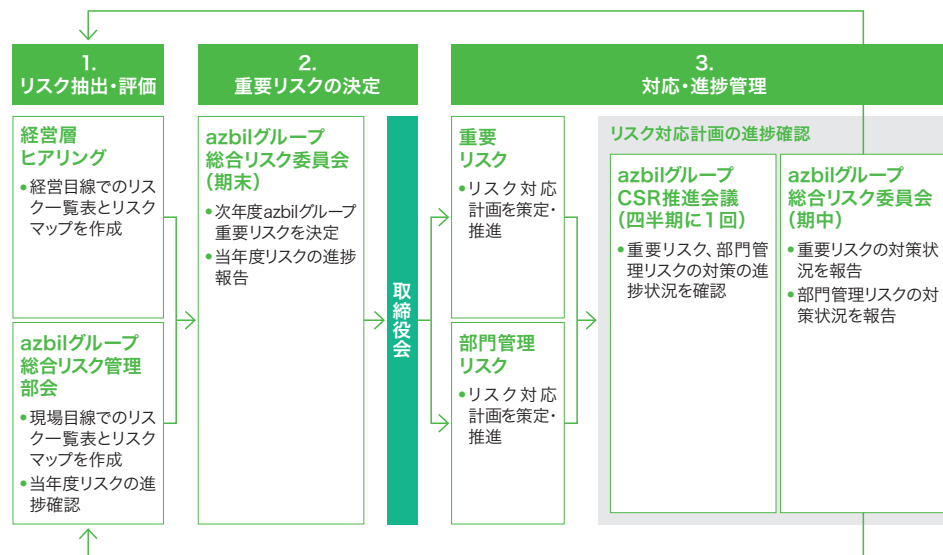 1.
リスク抽出・評価
経営層
ヒアリング
•経営目線でのリス
ク一覧表とリスク
マップを作成
azbilグループ
総合リスク管理
部会
•現場目線でのリス
ク一覧表とリスク
マップを作成
•当年度リスクの進
捗確認
2.
重要リスクの決定
azbilグループ
総合リスク委員会
(期末)
•次年度azbilグループ
重要リスクを決定
•当年度リスクの進捗
報告
取締役会
3.
対応・進捗管理
重要
リスク
•リスク対応
計画を策定・
推進
部門管理
リスク
•リスク対応
計画を策定・
推進
リスク対応計画の進捗確認
azbilグループ
CSR推進会議
(四半期に1回)
•重要リスク、部門管
理リスクの対策の進
捗状況を確認
azbilグループ
総合リスク委員会
(期中)
•重要リスクの対策状
況を報告
•部門管理リスクの対
策状況を報告